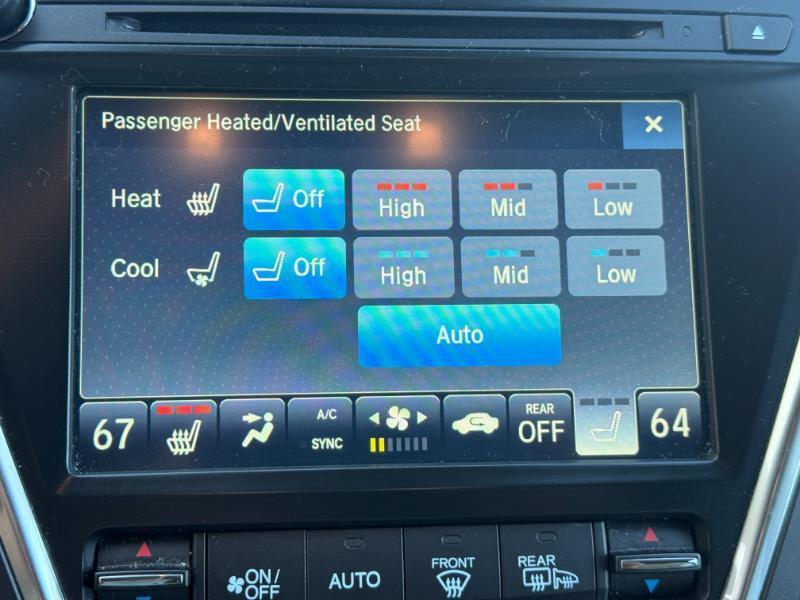 Passenger Heated/Ventilated Seat
Heat Off High Mid Low
Cool Off High Mid Low
Auto
67 A/C REAR 64
SYNC OFF
ON/ AUTO FRONT REAR
OFF